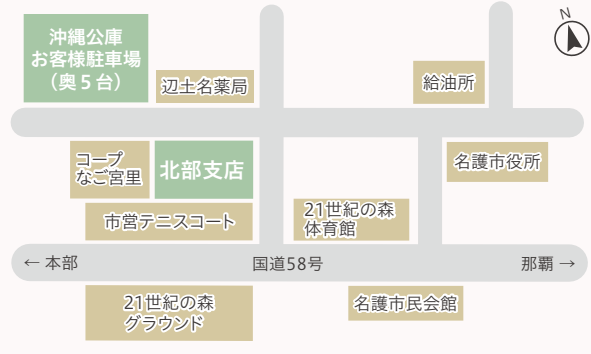 N
沖縄公庫
お客様駐車場
（奥５台）
辺土名薬局
給油所
コープ
なご宮里
北部支店
名護市役所
市営テニスコート
21世紀の森
体育館
← 本部
国道58号
那覇 →
21世紀の森
グラウンド
名護市民会館